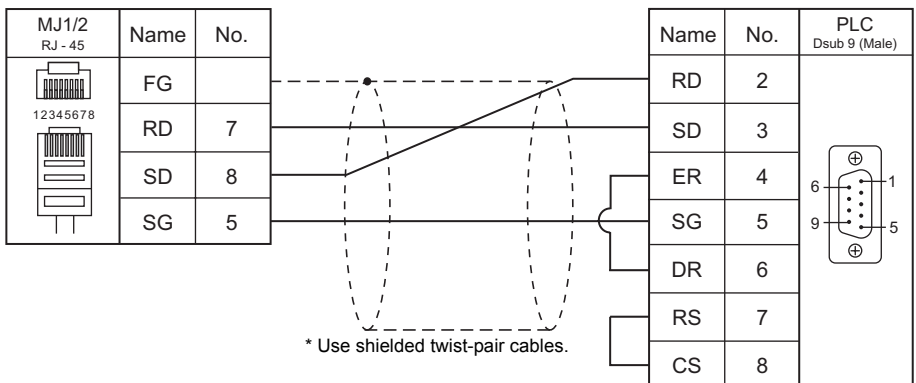 MJ1/2
RJ - 45
Name No.
FG
RD 7
SD 8
SG 5
12345678
* Use shielded twist-pair cables.
Name No.
PLC
Dsub 9 (Male)
RD 2
SD 3
ER 4
SG 5
DR 6
RS 7
CS 8
6 1
9 5